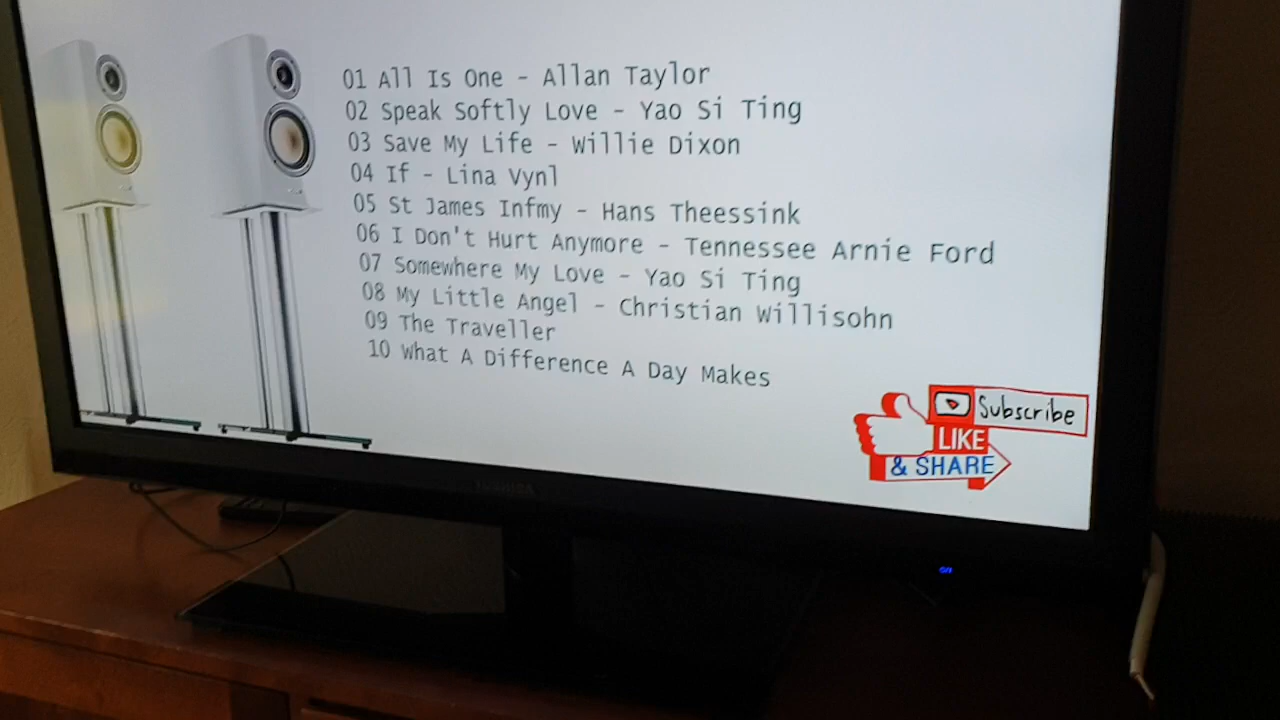 01 All Is One - Allan Taylor
02 Speak Softly Love - Yao Si Ting
03 Save My Life - Willie Dixon
04 If - Lina Vynl
05 St James Infmy - Hans Theessink
06 I Don't Hurt Anymore - Tennessee Arnie Ford
07 Somewhere My Love - Yao Si Ting
08 My Little Angel - Christian Willisohn
09 The Traveller
10 What A Difference A Day Makes
Subscribe
LIKE
& SHARE
TOSHIBA